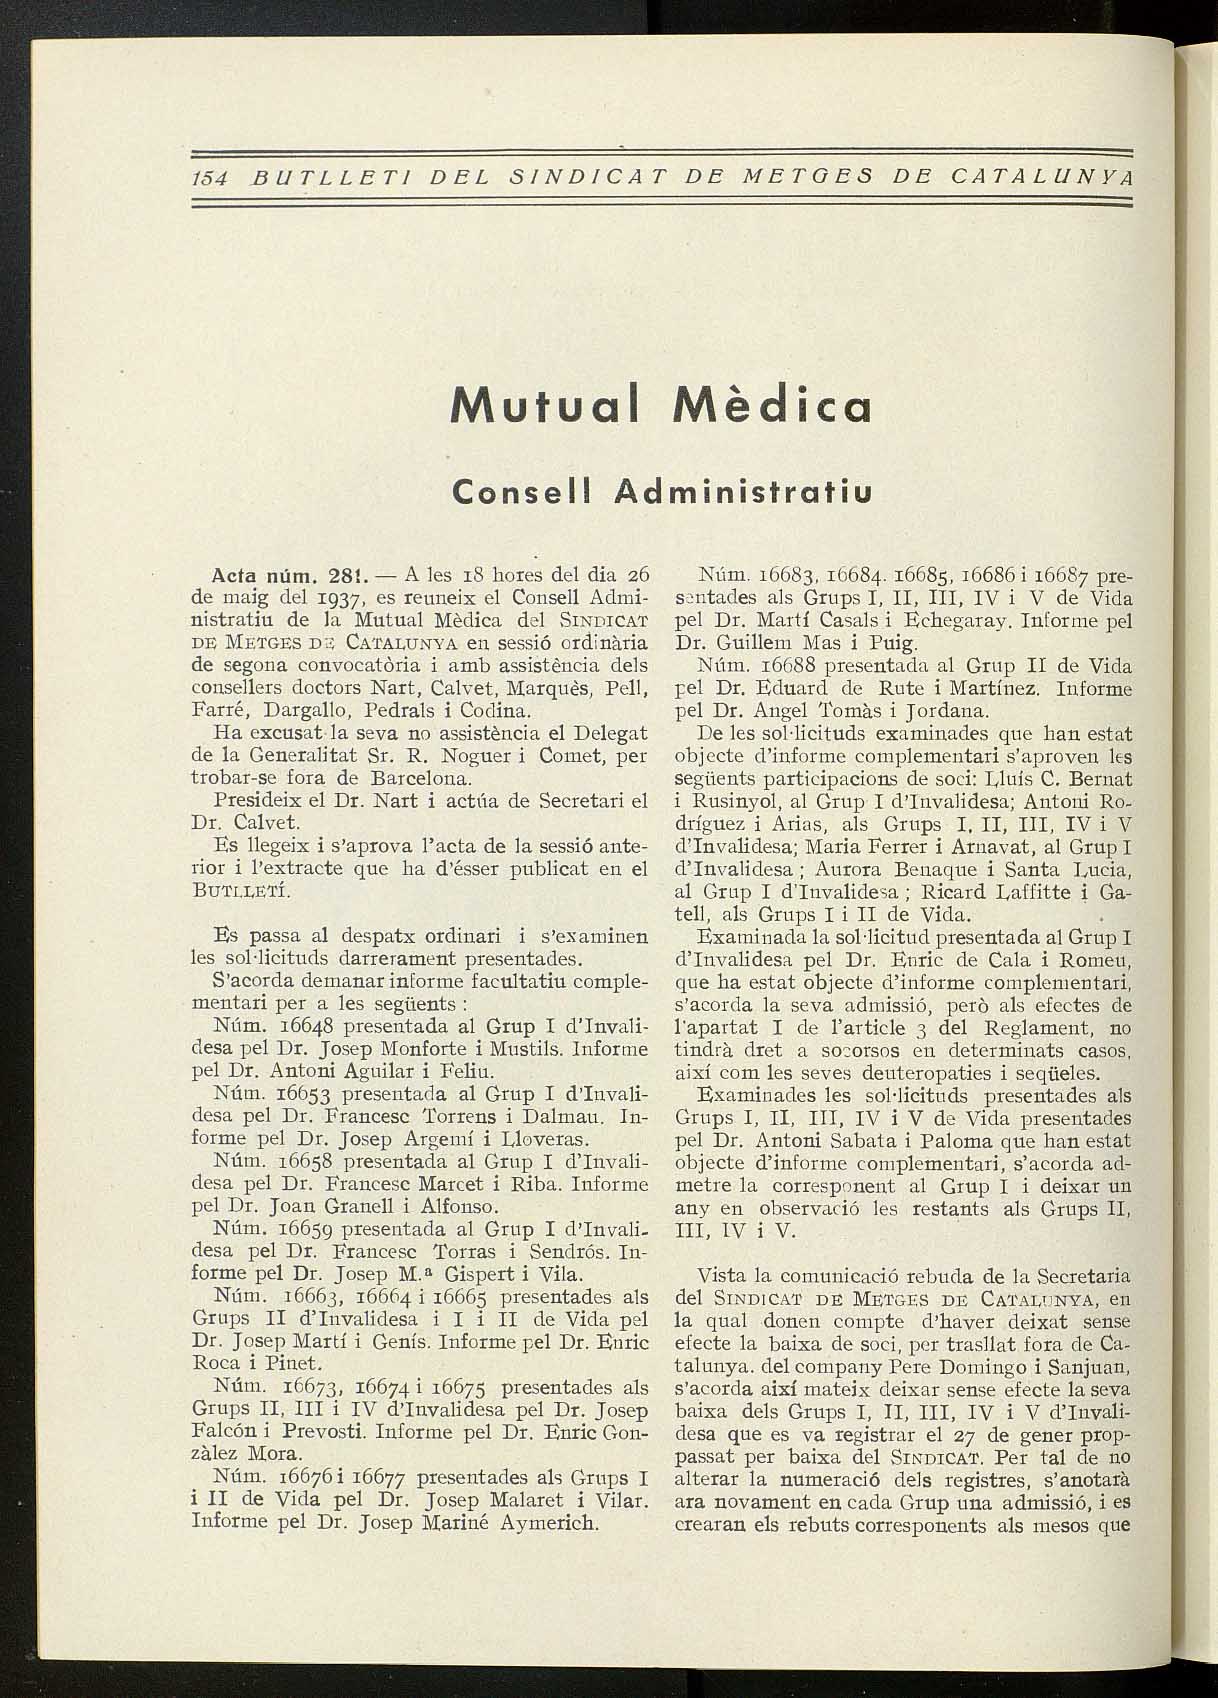 154 BUTLLETI DEL SINDICAT DE METGES DE CATALUNYA
Mutual Mèdica
Consell Administratiu
Acta núm. 281. — A les 18 hores del dia 26
de maig del 1937, es reuneix el Consell Admi-
nistratiu de la Mutual Mèdica del SINDICAT
DE METGES DE CATALUNYA en sessió ordinària
de segona convocatòria i amb assistència dels
consellers doctors Nart, Calvet, Marquès, Pell,
Farré, Dargallo, Pedrals i Codina.
Ha excusat la seva no assistència el Delegat
de la Generalitat Sr. R. Noguer i Comet, per
trobar-se fora de Barcelona.
Presideix el Dr. Nart i actúa de Secretari el
Dr. Calvet.
Es llegeix i s'aprova l'acta de la sessió ante-
rior i l'extracte que ha d'ésser publicat en el
BUTLLETÍ.
Es passa al despatx ordinari i s'examinen
les sol·licituds darrerament presentades.
S'acorda demanar informe facultatiu comple-
mentari per a les següents :
Núm. 16648 presentada al Grup I d'Invali-
desa pel Dr. Josep Monforte i Mustils. Informe
pel Dr. Antoni Aguilar i Feliu.
Núm. 16653 presentada al Grup I d'Invali-
desa pel Dr. Francesc Torrens i Dalmau. In-
forme pel Dr. Josep Argemí i Lloveras.
Núm. 16658 presentada al Grup I d'Invali-
desa pel Dr. Francesc Marcet i Riba. Informe
pel Dr. Joan Granell i Alfonso.
Núm. 16659 presentada al Grup I d'Invali-
desa pel Dr. Francesc Torras i Sendrós. In-
forme pel Dr. Josep M.ª Gispert i Vila.
Núm. 16663, 16664 i 16665 presentades als
Grups II d'Invalidesa i I i II de Vida pel
Dr. Josep Martí i Genís. Informe pel Dr. Enric
Roca i Pinet.
Núm. 16673, 16674 i 16675 presentades als
Grups II, III i IV d'Invalidesa pel Dr. Josep
Falcón i Prevosti. Informe pel Dr. Enric Gon-
zàlez Mora.
Núm. 16676 i 16677 presentades als Grups I
i II de Vida pel Dr. Josep Malaret i Vilar.
Informe pel Dr. Josep Mariné Aymerich.
Núm. 16683, 16684. 16685, 16686 i 16687 pre-
sentades als Grups I, II, III, IV i V de Vida
pel Dr. Martí Casals i Echegaray. Informe pel
Dr. Guillem Mas i Puig.
Núm. 16688 presentada al Grup II de Vida
pel Dr. Eduard de Rute i Martínez. Informe
pel Dr. Angel Tomàs i Jordana.
De les sol·licituds examinades que han estat
objecte d'informe complementari s'aproven les
següents participacions de soci: Lluís C. Bernat
i Rusinyol, al Grup I d'Invalidesa; Antoni Ro-
dríguez i Arias, als Grups I, II, III, IV i V
d'Invalidesa; Maria Ferrer i Arnavat, al Grup I
d'Invalidesa ; Aurora Benaque i Santa Lucia,
al Grup I d'Invalidesa ; Ricard Laffitte i Ga-
tell, als Grups I i II de Vida.
Examinada la sol·licitud presentada al Grup I
d'Invalidesa pel Dr. Enric de Cala i Romeu,
que ha estat objecte d'informe complementari,
s'acorda la seva admissió, però als efectes de
l'apartat I de l'article 3 del Reglament, no
tindrà dret a socorsos en determinats casos,
així com les seves deuteropaties i seqüeles.
Examinades les sol·licituds presentades als
Grups I, II, III, IV i V de Vida presentades
pel Dr. Antoni Sabata i Paloma que han estat
objecte d'informe complementari, s'acorda ad-
metre la corresponent al Grup I i deixar un
any en observació les restants als Grups II,
III, IV i V.
Vista la comunicació rebuda de la Secretaria
del SINDICAT DE METGES DE CATALUNYA, en
la qual donen compte d'haver deixat sense
efecte la baixa de soci, per trasllat fora de Ca-
talunya. del company Pere Domingo i Sanjuan,
s'acorda així mateix deixar sense efecte la seva
baixa dels Grups I, II, III, IV i V d'Invali-
desa que es va registrar el 27 de gener prop-
passat per baixa del SINDICAT. Per tal de no
alterar la numeració dels registres, s'anotarà
ara novament en cada Grup una admissió, i es
crearan els rebuts corresponents als mesos que